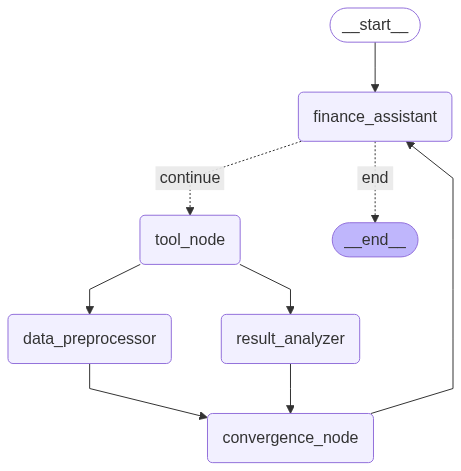 __start__
finance_assistant
continue
end
tool_node
__end__
data_preprocessor
result_analyzer
convergence_node